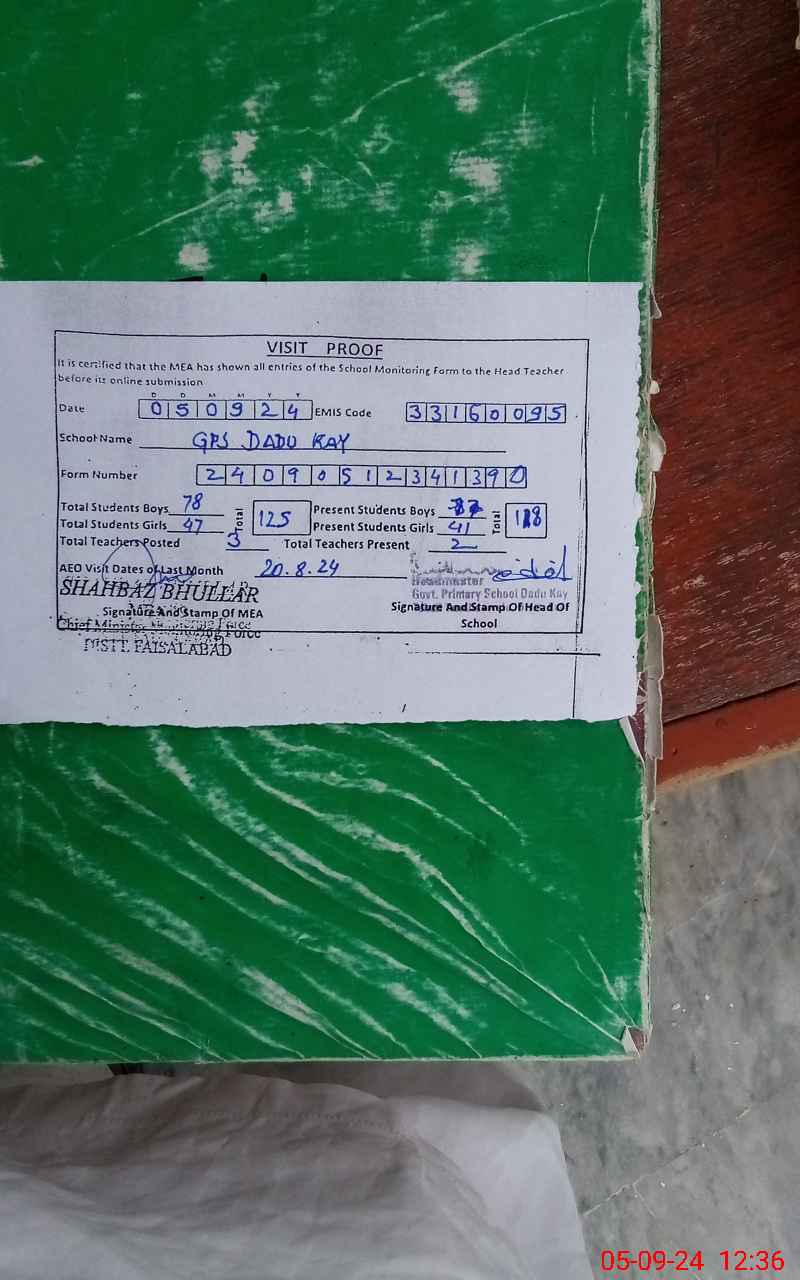 VISIT PROOF
It is certified that the MEA has shown all entries of the School Monitoring Form to the Head Teacher
before its online submission
D D M M Y Y
Date 0 5 0 9 2 4 EMIS Code 3 3 1 6 0 0 9 5
School Name GPS DADU KAY
Form Number 2 4 0 9 0 5 1 2 3 4 1 3 9 0
Total Students Boys 78 Total 125 Present Students Boys Total
Total Students Girls 47 Present Students Girls 41
Total Teachers Posted 3 Total Teachers Present 2
AEO Visit Dates of Last Month 20.8.24
SHAHBAZ BHULLAR Headmaster
Govt. Primary School Dadu Kay
Signature And Stamp Of MEA Signature And Stamp Of Head Of
School
Chief Minister Monitoring Force
DISTT. FAISALABAD
05-09-24 12:36